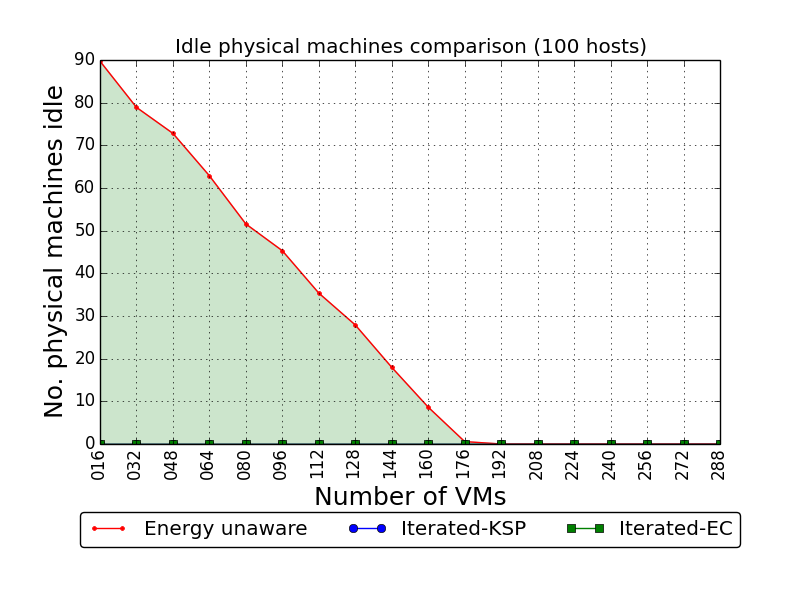 Idle physical machines comparison (100 hosts)
No. physical machines idle
90
80
70
60
50
40
30
20
10
0
016 032 048 064 080 096 112 128 144 160 176 192 208 224 240 256 272 288
Number of VMs
Energy unaware Iterated-KSP Iterated-EC